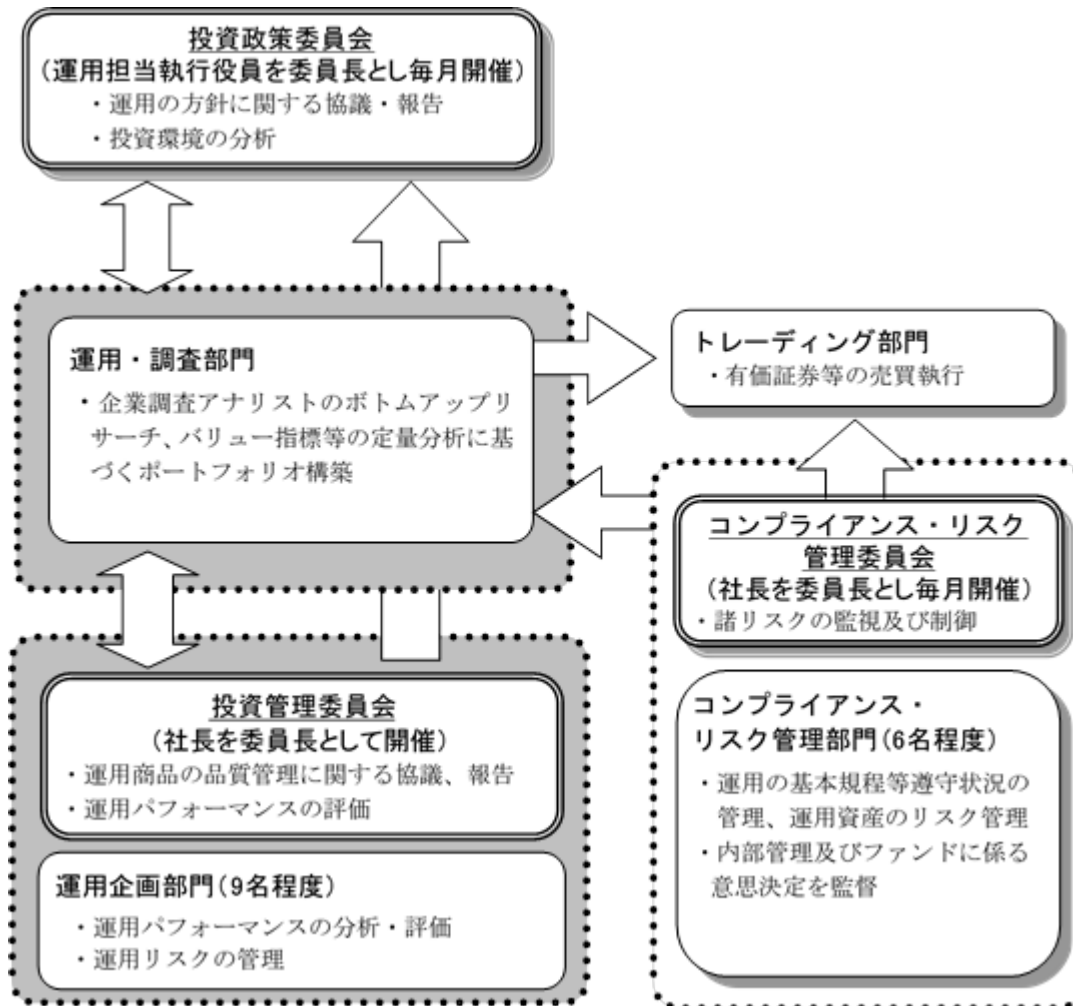 投資政策委員会
(運用担当執行役員を委員長とし毎月開催)
・運用の方針に関する協議・報告
・投資環境の分析
運用・調査部門
・企業調査アナリストのボトムアップリ
サーチ、バリュー指標等の定量分析に基
づくポートフォリオ構築
トレーディング部門
・有価証券等の売買執行
コンプライアンス・リスク
管理委員会
(社長を委員長とし毎月開催)
・諸リスクの監視及び制御
コンプライアンス・
リスク管理部門(6名程度)
・運用の基本規程等遵守状況の
管理、運用資産のリスク管理
・内部管理及びファンドに係る
意思決定を監督
投資管理委員会
(社長を委員長として開催)
・運用商品の品質管理に関する協議、報告
・運用パフォーマンスの評価
運用企画部門(9名程度)
・運用パフォーマンスの分析・評価
・運用リスクの管理